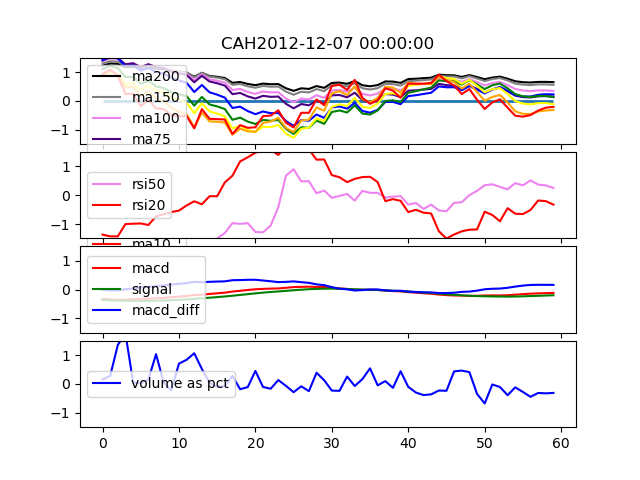 CAH2012-12-07 00:00:00
1
0
−1
ma200
ma150
ma100
ma75
1
0
−1
rsi50
rsi20
ma10
1
0
−1
macd
signal
macd_diff
1
0
−1
volume as pct
0 10 20 30 40 50 60